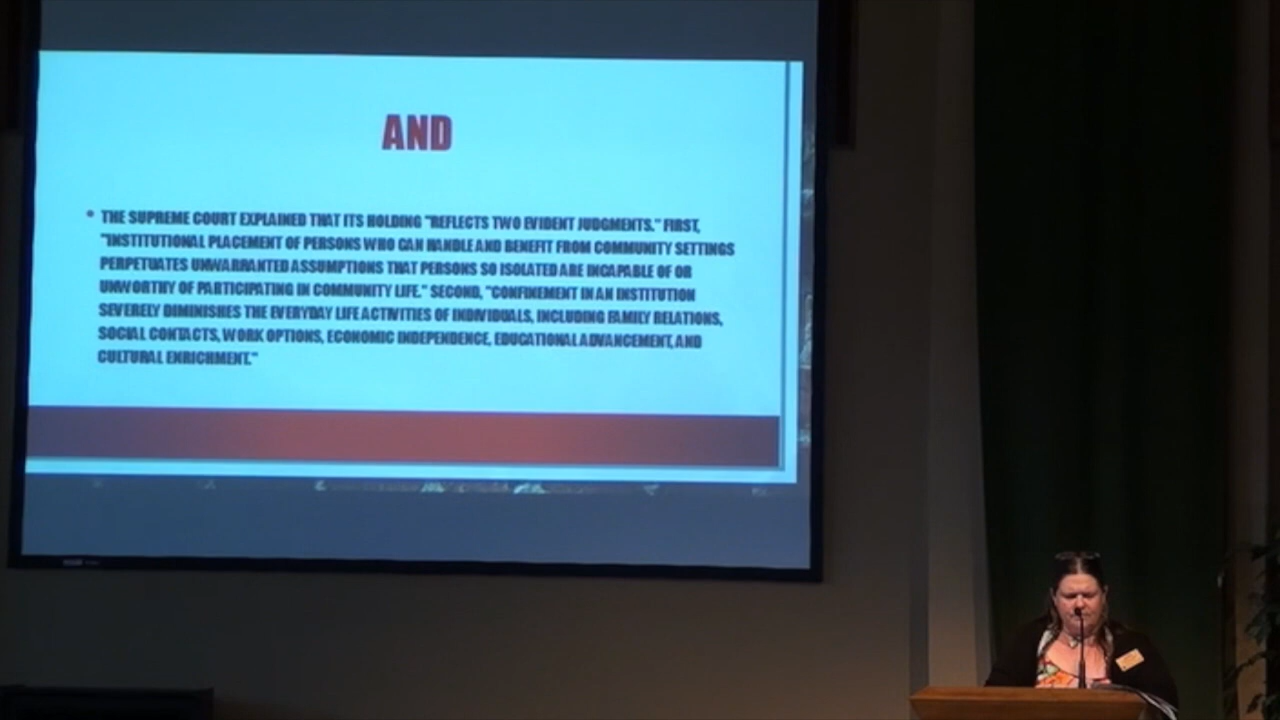 AND
• THE SUPREME COURT EXPLAINED THAT ITS HOLDING "REFLECTS TWO EVIDENT JUDGMENTS." FIRST,
"INSTITUTIONAL PLACEMENT OF PERSONS WHO CAN HANDLE AND BENEFIT FROM COMMUNITY SETTINGS
PERPETUATES UNWARRANTED ASSUMPTIONS THAT PERSONS SO ISOLATED ARE INCAPABLE OF OR
UNWORTHY OF PARTICIPATING IN COMMUNITY LIFE." SECOND, "CONFINEMENT IN AN INSTITUTION
SEVERELY DIMINISHES THE EVERYDAY LIFE ACTIVITIES OF INDIVIDUALS, INCLUDING FAMILY RELATIONS,
SOCIAL CONTACTS, WORK OPTIONS, ECONOMIC INDEPENDENCE, EDUCATIONAL ADVANCEMENT, AND
CULTURAL ENRICHMENT."